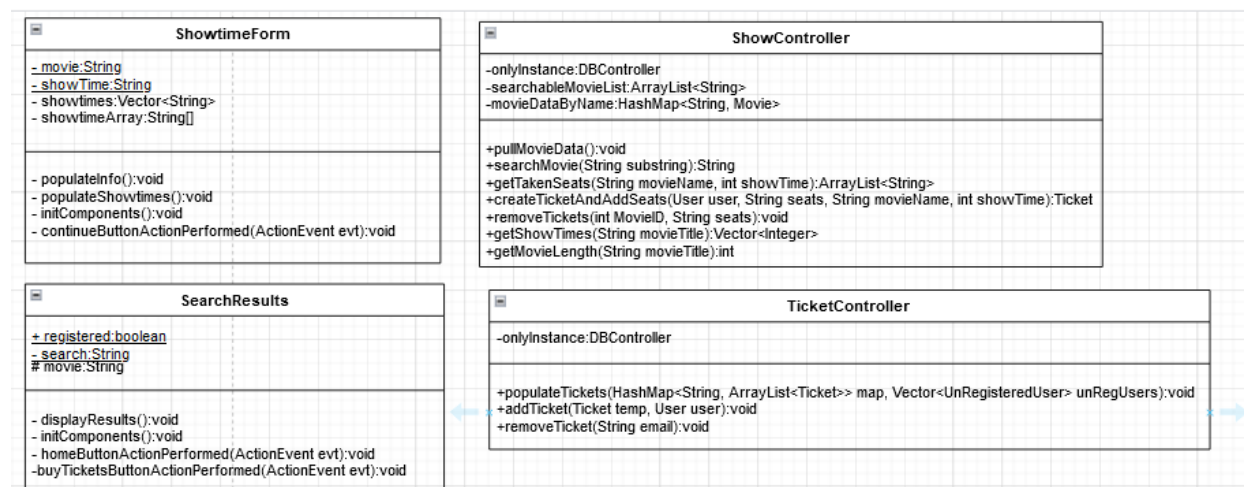 ShowtimeForm
- movie:String
- showTime:String
- showtimes:Vector<String>
- showtimeArray:String[]
- populateInfo():void
- populateShowtimes():void
- initComponents():void
- continueButtonActionPerformed(ActionEvent evt):void
ShowController
-onlyInstance:DBController
-searchableMovieList:ArrayList<String>
-movieDataByName:HashMap<String, Movie>
+pullMovieData():void
+searchMovie(String substring):String
+getTakenSeats(String movieName, int showTime):ArrayList<String>
+createTicketAndAddSeats(User user, String seats, String movieName, int showTime):Ticket
+removeTickets(int MovieID, String seats):void
+getShowTimes(String movieTitle):Vector<Integer>
+getMovieLength(String movieTitle):int
SearchResults
+ registered:boolean
- search:String
# movie:String
- displayResults():void
- initComponents():void
- homeButtonActionPerformed(ActionEvent evt):void
-buyTicketsButtonActionPerformed(ActionEvent evt):void
TicketController
-onlyInstance:DBController
+populateTickets(HashMap<String, ArrayList<Ticket>> map, Vector<UnRegisteredUser> unRegUsers):void
+addTicket(Ticket temp, User user):void
+removeTicket(String email):void